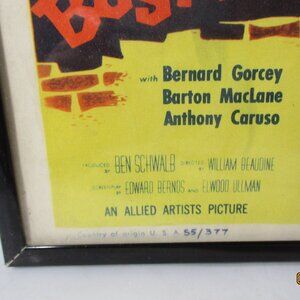 BUS
with Bernard Gorcey
Barton MacLane
Anthony Caruso
PRODUCED BY BEN SCHWALB DIRECTED BY WILLIAM BEAUDINE
SCREENPLAY BY EDWARD BERNDS AND ELWOOD ULLMAN
AN ALLIED ARTISTS PICTURE
Country of origin U. S. A. 55/377